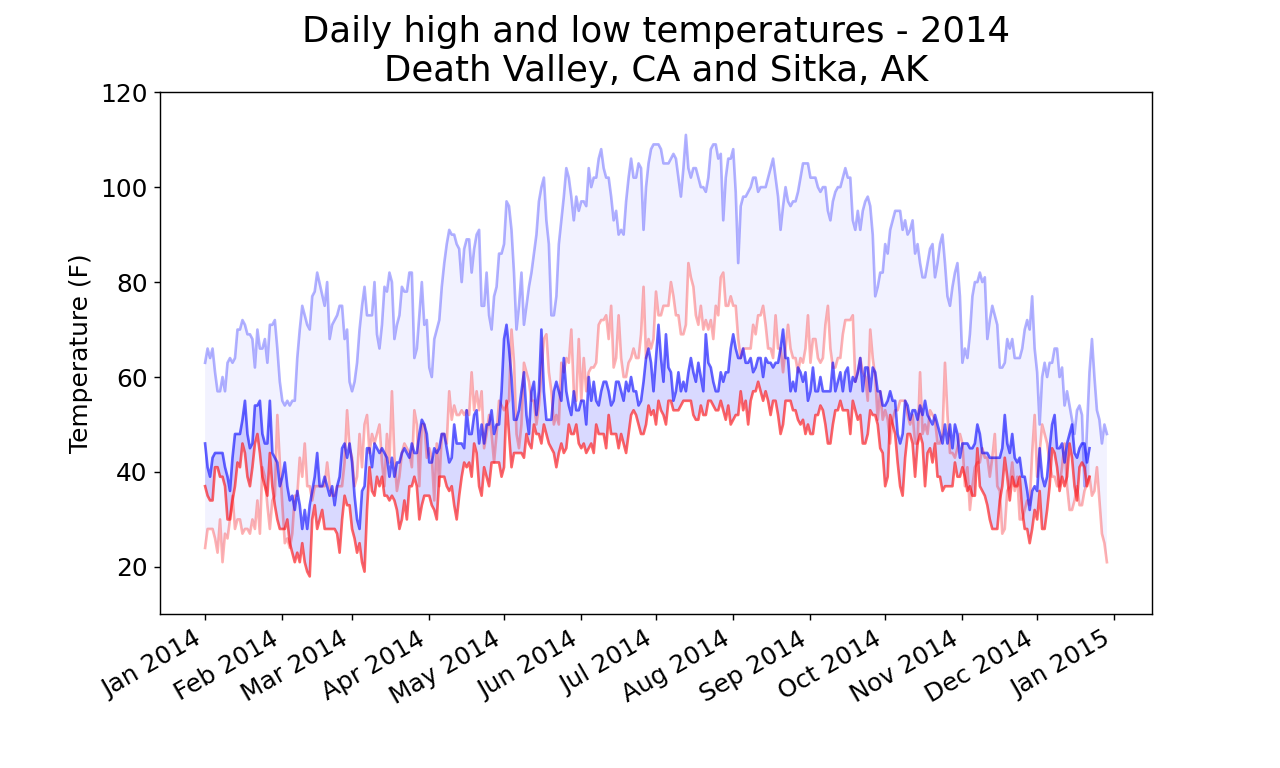 Daily high and low temperatures - 2014
Death Valley, CA and Sitka, AK
Temperature (F)
120
100
80
60
40
20
Jan 2014
Feb 2014
Mar 2014
Apr 2014
May 2014
Jun 2014
Jul 2014
Aug 2014
Sep 2014
Oct 2014
Nov 2014
Dec 2014
Jan 2015